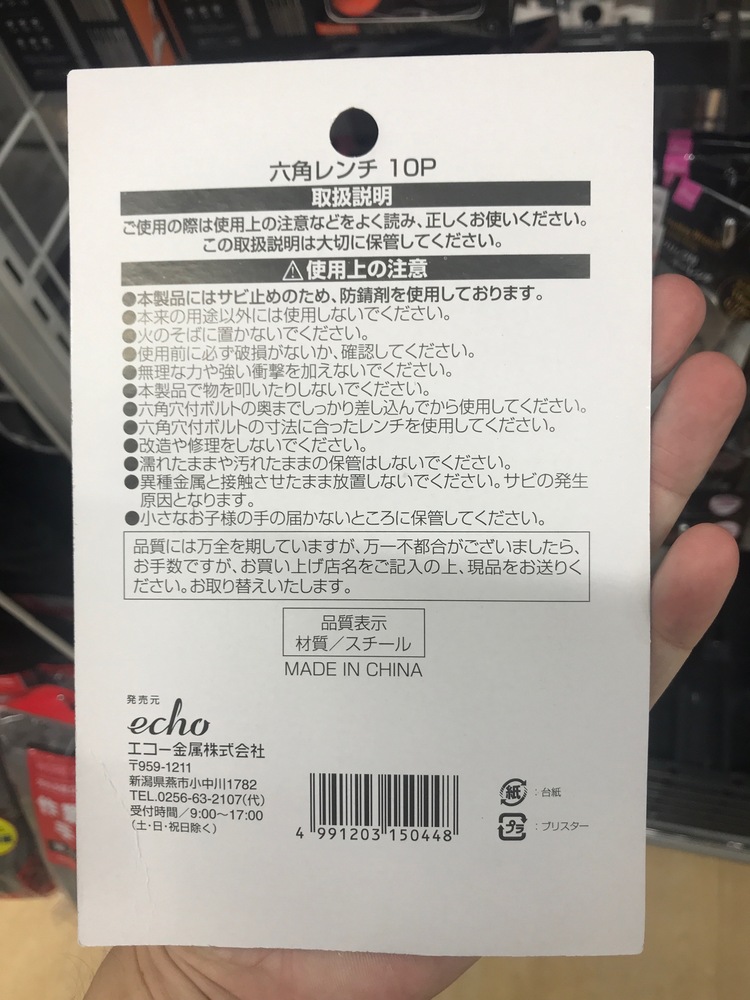 六角レンチ 10P
取扱説明
ご使用の際は使用上の注意などをよく読み、正しくお使いください。
この取扱説明は大切に保管してください。
⚠使用上の注意
●本製品にはサビ止めのため、防錆剤を使用しております。
●本来の用途以外には使用しないでください。
●火のそばに置かないでください。
●使用前に必ず破損がないか、確認してください。
●無理な力や強い衝撃を加えないでください。
●本製品で物を叩いたりしないでください。
●六角穴付ボルトの奥までしっかり差し込んでから使用してください。
●六角穴付ボルトの寸法に合ったレンチを使用してください。
●改造や修理をしないでください。
●濡れたままや汚れたままの保管はしないでください。
●異種金属と接触させたまま放置しないでください。サビの発生
原因となります。
●小さなお子様の手の届かないところに保管してください。
品質には万全を期していますが、万一不都合がございましたら、
お手数ですが、お買い上げ店名をご記入の上、現品をお送りく
ださい。お取り替えいたします。
品質表示
材質／スチール
MADE IN CHINA
発売元
echo
エコー金属株式会社
〒959-1211
新潟県燕市小中川1782
TEL.0256-63-2107(代)
受付時間／9:00～17:00
(土・日・祝日除く)
4 991203 150448
紙：台紙
プラ：ブリスター